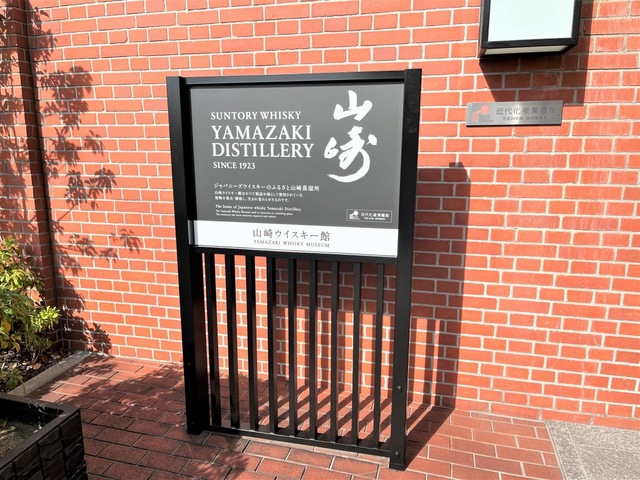 SUNTORY WHISKY
YAMAZAKI
DISTILLERY
SINCE 1923
山崎
ジャパニーズウイスキーのふるさと山崎蒸溜所
The home of Japanese whisky Yamazaki Distillery
近代化産業遺産
山崎ウイスキー館
YAMAZAKI WHISKY MUSEUM
近代化産業遺産